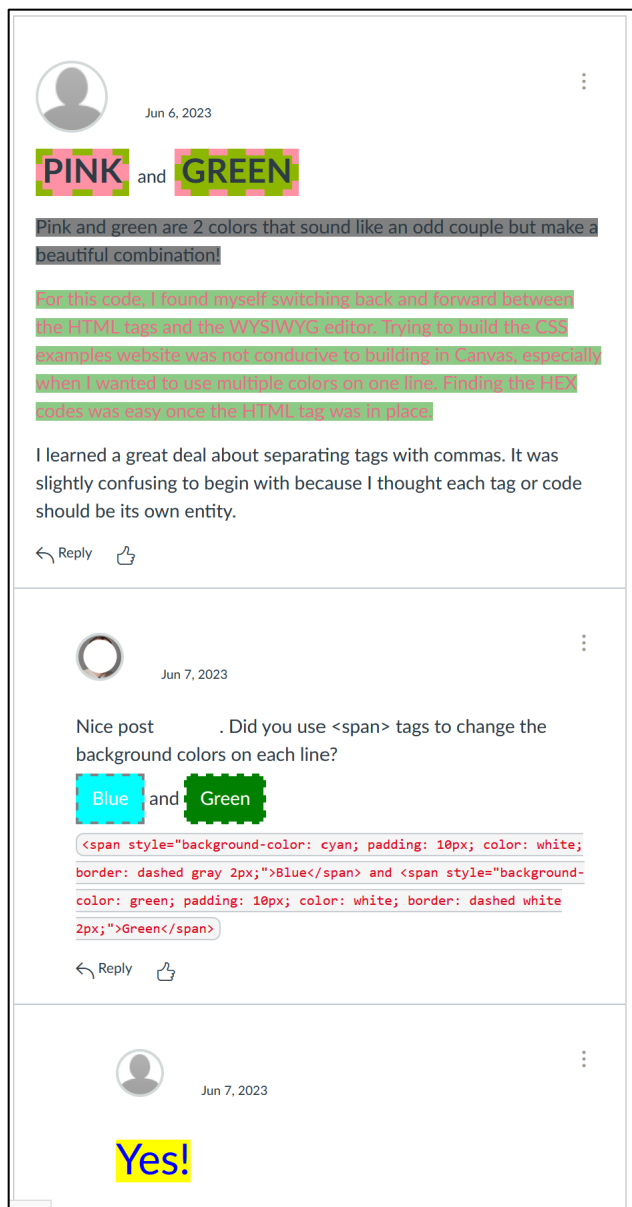 Jun 6, 2023
PINK and GREEN
Pink and green are 2 colors that sound like an odd couple but make a
beautiful combination!
For this code, I found myself switching back and forward between
the HTML tags and the WYSIWYG editor. Trying to build the CSS
examples website was not conducive to building in Canvas, especially
when I wanted to use multiple colors on one line. Finding the HEX
codes was easy once the HTML tag was in place.
I learned a great deal about separating tags with commas. It was
slightly confusing to begin with because I thought each tag or code
should be its own entity.
Reply
Jun 7, 2023
Nice post . Did you use <span> tags to change the
background colors on each line?
Blue and Green
<span style="background-color: cyan; padding: 10px; color: white;
border: dashed gray 2px;">Blue</span> and <span style="background-
color: green; padding: 10px; color: white; border: dashed white
2px;">Green</span>
Reply
Jun 7, 2023
Yes!